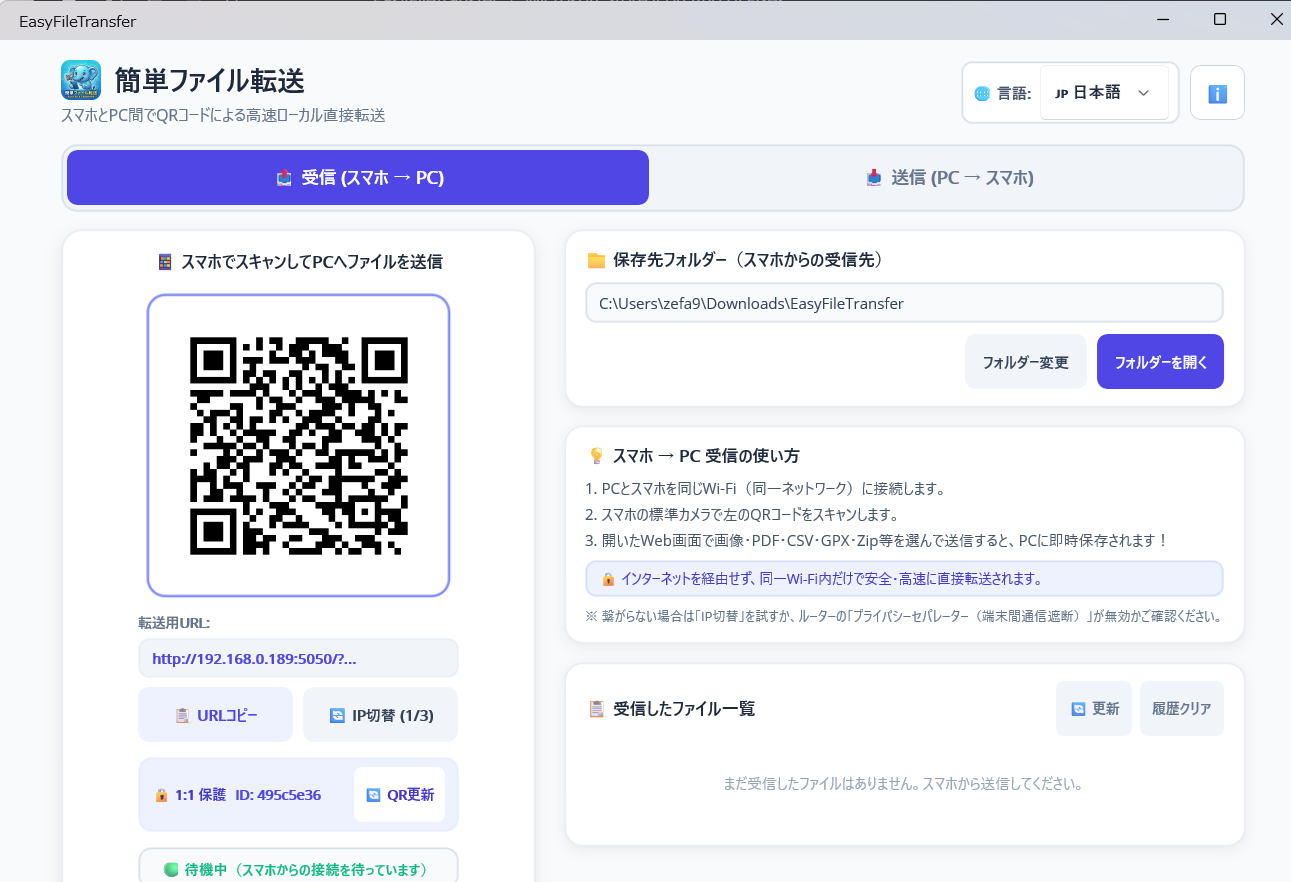 EasyFileTransfer
簡単ファイル転送
スマホとPC間でQRコードによる高速ローカル直接転送
言語:
JP 日本語
受信 (スマホ → PC)
送信 (PC → スマホ)
スマホでスキャンしてPCへファイルを送信
転送用URL:
http://192.168.0.189:5050/?...
URLコピー
IP切替 (1/3)
1:1 保護 ID: 495c5e36
QR更新
待機中（スマホからの接続を待っています）
保存先フォルダー（スマホからの受信先）
C:\Users\zefa9\Downloads\EasyFileTransfer
フォルダー変更
フォルダーを開く
スマホ → PC 受信の使い方
1. PCとスマホを同じWi-Fi（同一ネットワーク）に接続します。
2. スマホの標準カメラで左のQRコードをスキャンします。
3. 開いたWeb画面で画像・PDF・CSV・GPX・Zip等を選んで送信すると、PCに即時保存されます！
インターネットを経由せず、同一Wi-Fi内だけで安全・高速に直接転送されます。
※ 繋がらない場合は「IP切替」を試すか、ルーターの「プライバシーセパレーター（端末間通信遮断）」が無効かご確認ください。
受信したファイル一覧
更新
履歴クリア
まだ受信したファイルはありません。スマホから送信してください。